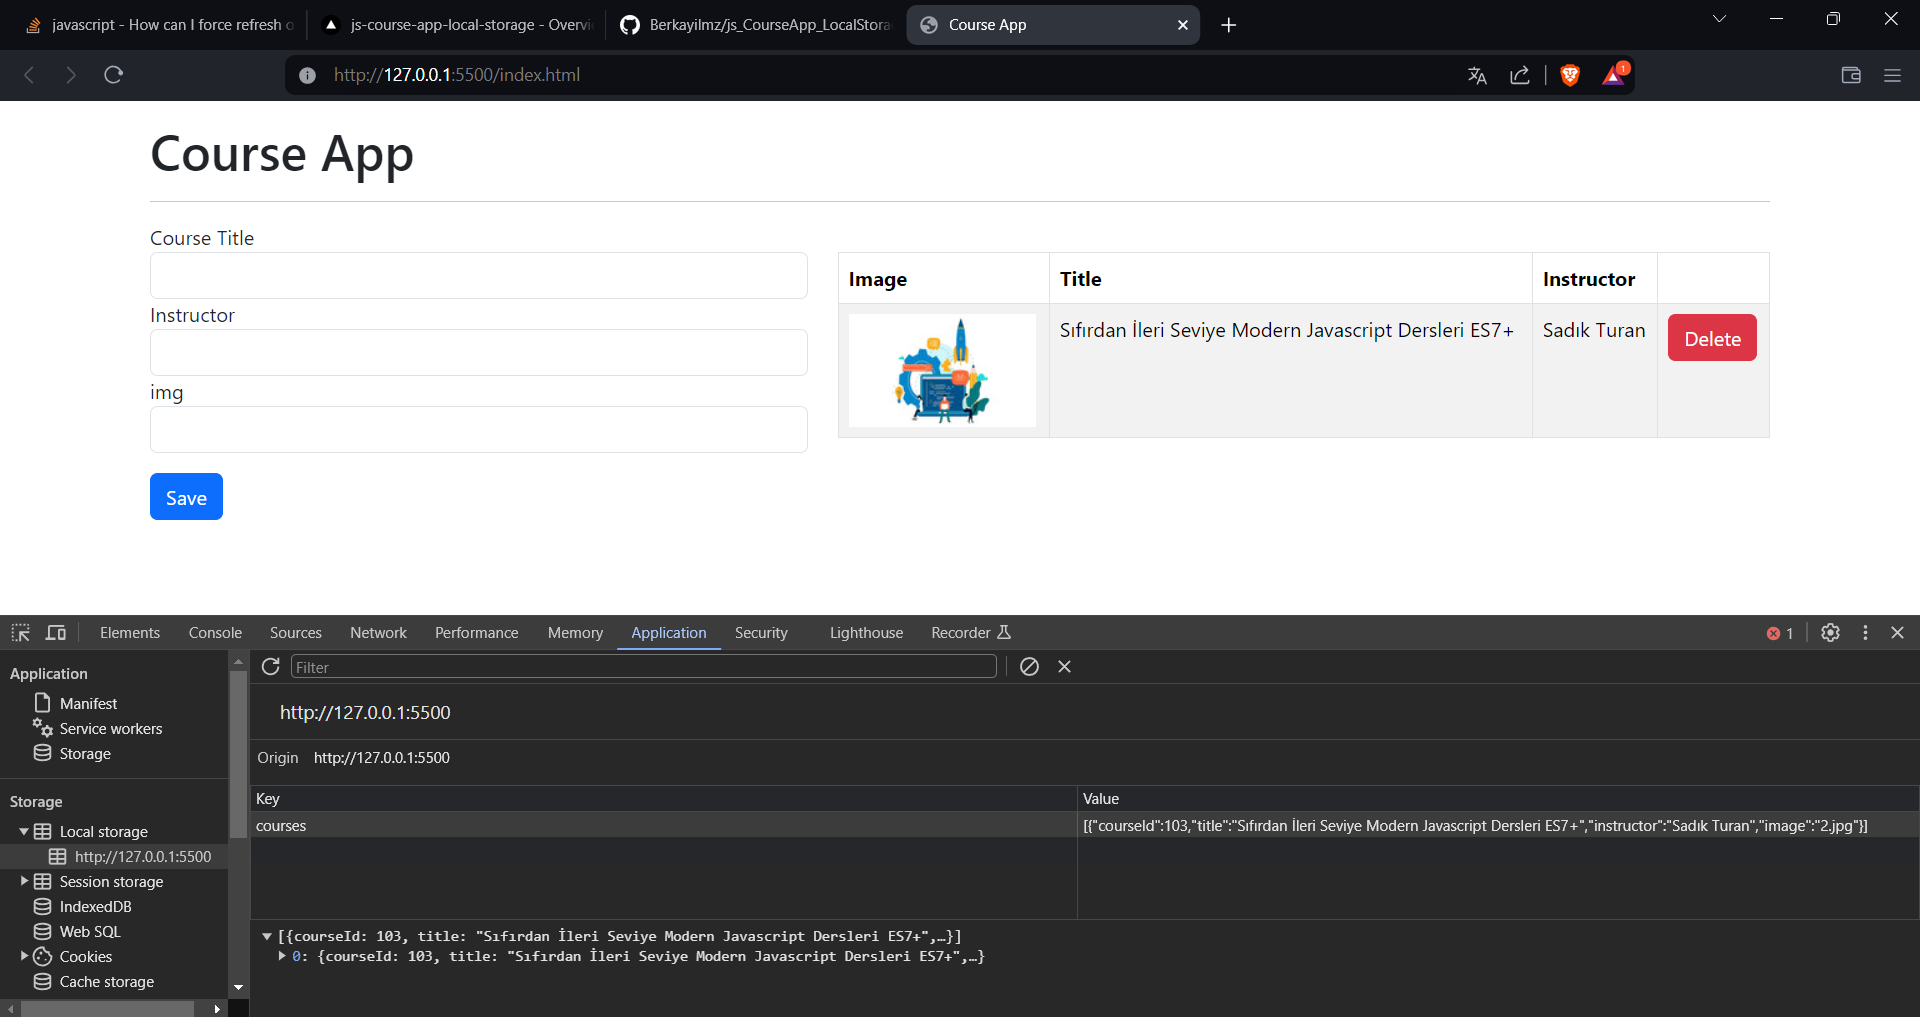 javascript - How can I force refresh o
js-course-app-local-storage - Overvi
Berkayilmz/js_CourseApp_LocalStora
Course App
http://127.0.0.1:5500/index.html
1
Course App
Course Title
Instructor
img
Save
Image Title Instructor
Sıfırdan İleri Seviye Modern Javascript Dersleri ES7+ Sadık Turan Delete
Elements Console Sources Network Performance Memory Application Security Lighthouse Recorder 1
Application
Manifest
Service workers
Storage
Storage
Local storage
http://127.0.0.1:5500
Session storage
IndexedDB
Web SQL
Cookies
Cache storage
Filter
http://127.0.0.1:5500
Origin http://127.0.0.1:5500
Key Value
courses [{"courseId":103,"title":"Sıfırdan İleri Seviye Modern Javascript Dersleri ES7+","instructor":"Sadık Turan","image":"2.jpg"}]
[{courseId: 103, title: "Sıfırdan İleri Seviye Modern Javascript Dersleri ES7+",…}]
0: {courseId: 103, title: "Sıfırdan İleri Seviye Modern Javascript Dersleri ES7+",…}